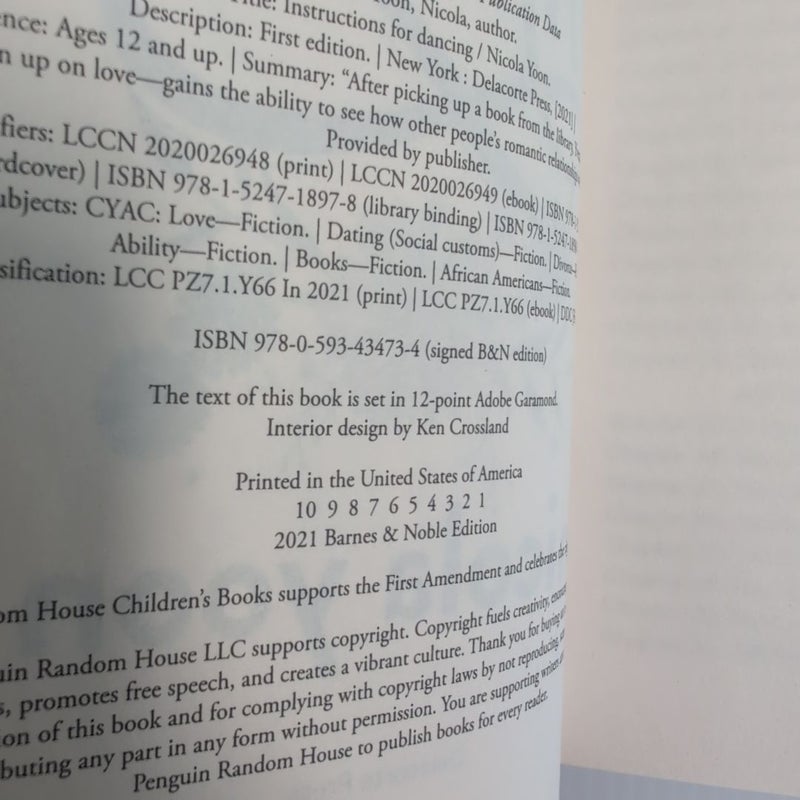 Publication Data
Yoon, Nicola, author.
Title: Instructions for dancing / Nicola Yoon.
Description: First edition. | New York : Delacorte Press, [2021] |
ence: Ages 12 and up. | Summary: “After picking up a book from the library,
n up on love—gains the ability to see how other people’s romantic relationships
Provided by publisher.
fiers: LCCN 2020026948 (print) | LCCN 2020026949 (ebook) | ISBN 978-1-
rdcover) | ISBN 978-1-5247-1897-8 (library binding) | ISBN 978-1-5247-
ubjects: CYAC: Love—Fiction. | Dating (Social customs)—Fiction. |
Ability—Fiction. | Books—Fiction. | African Americans—Fiction.
sification: LCC PZ7.1.Y66 In 2021 (print) | LCC PZ7.1.Y66 (ebook) | DDC
ISBN 978-0-593-43473-4 (signed B&N edition)
The text of this book is set in 12-point Adobe Garamond.
Interior design by Ken Crossland
Printed in the United States of America
10 9 8 7 6 5 4 3 2 1
2021 Barnes & Noble Edition
om House Children’s Books supports the First Amendment and celebrates the
uin Random House LLC supports copyright. Copyright fuels creativity,
s, promotes free speech, and creates a vibrant culture. Thank you for buying
ion of this book and for complying with copyright laws by not reproducing,
buting any part in any form without permission. You are supporting writers
Penguin Random House to publish books for every reader.